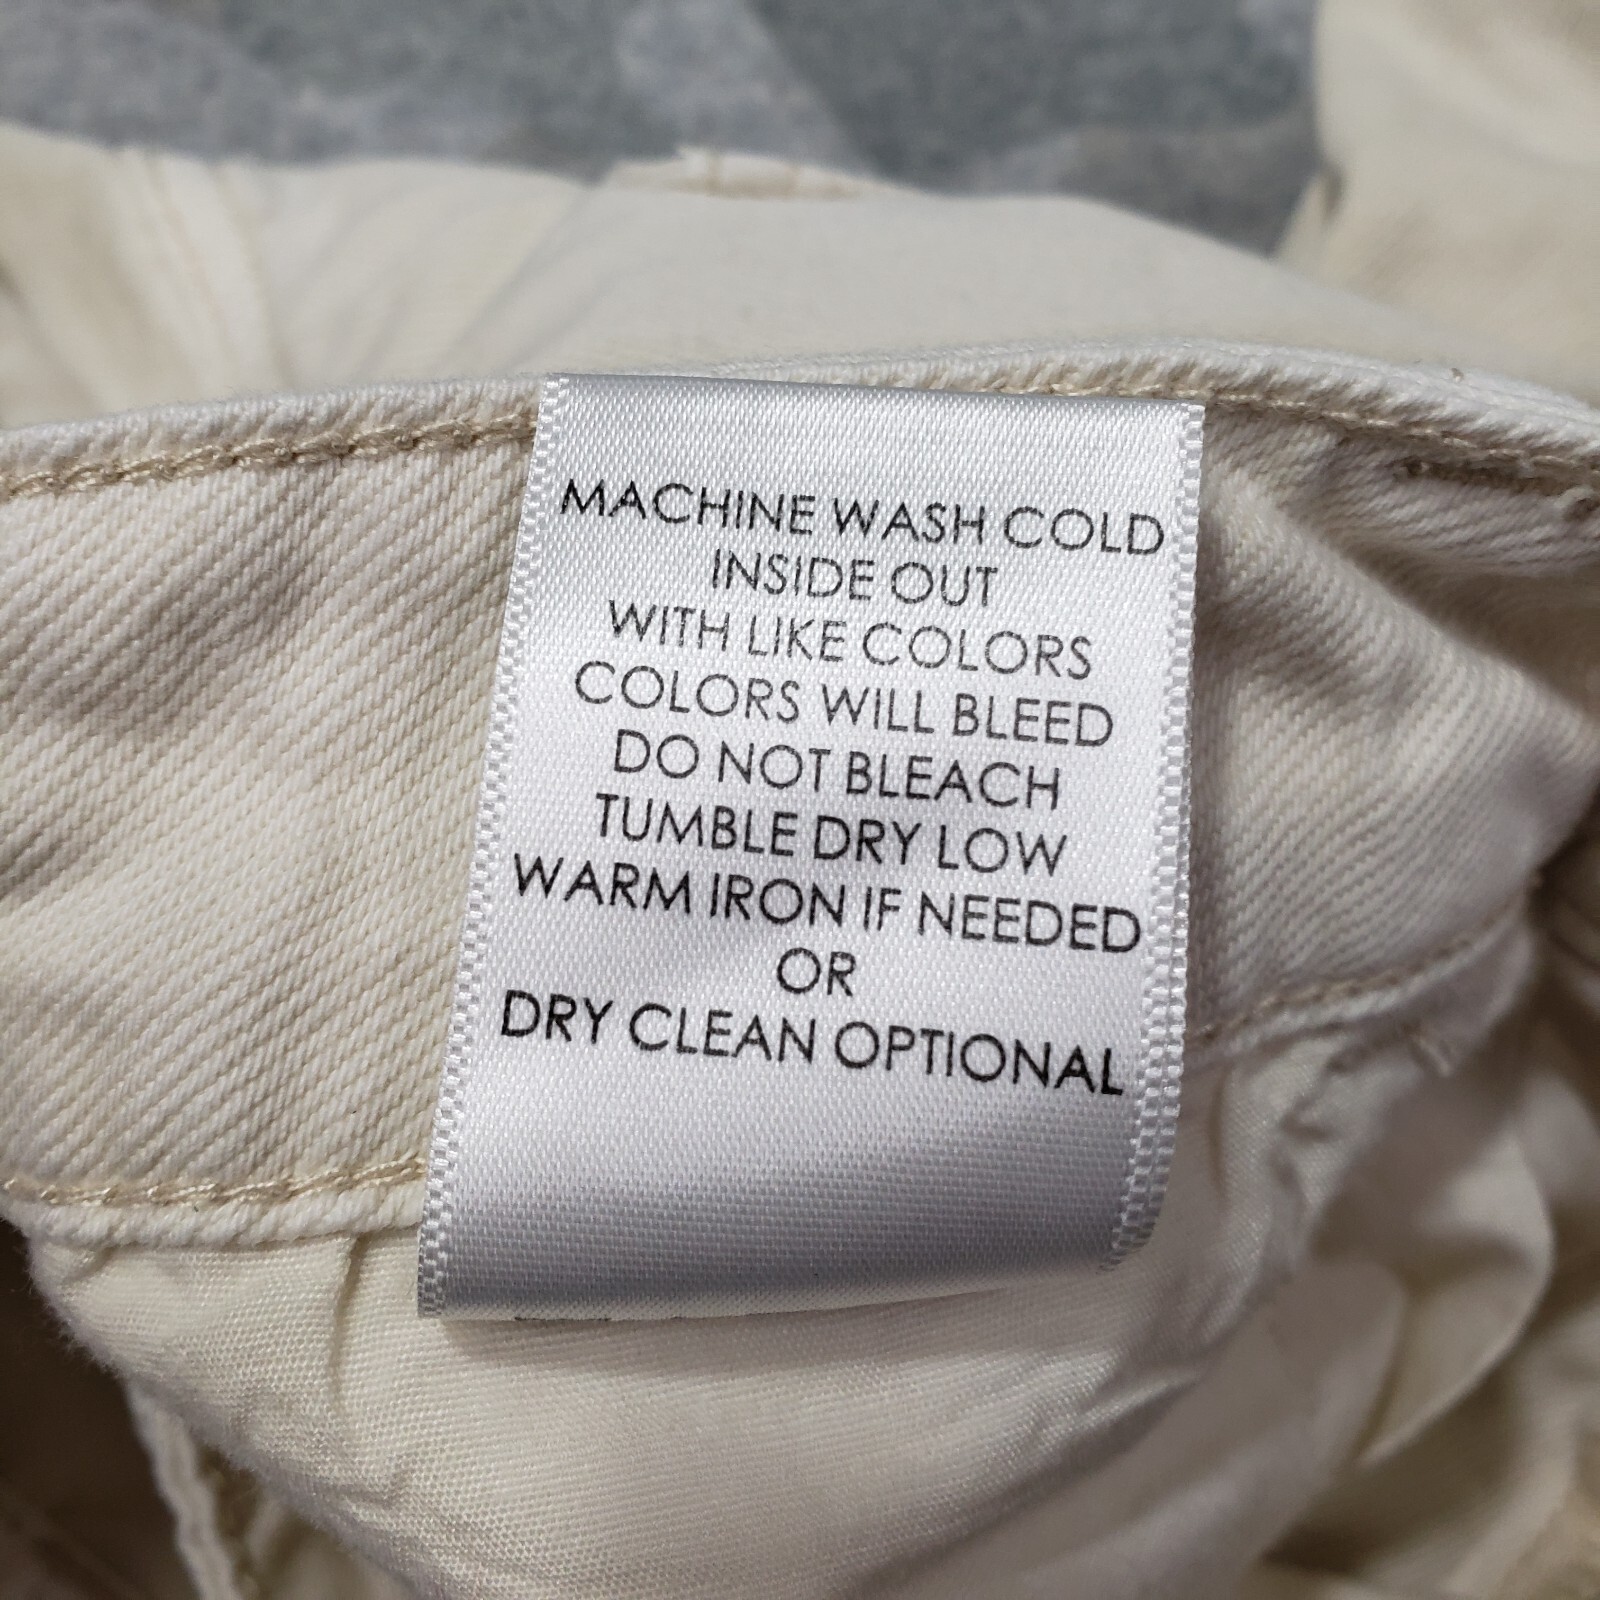 MACHINE WASH COLD
INSIDE OUT
WITH LIKE COLORS
COLORS WILL BLEED
DO NOT BLEACH
TUMBLE DRY LOW
WARM IRON IF NEEDED
OR
DRY CLEAN OPTIONAL